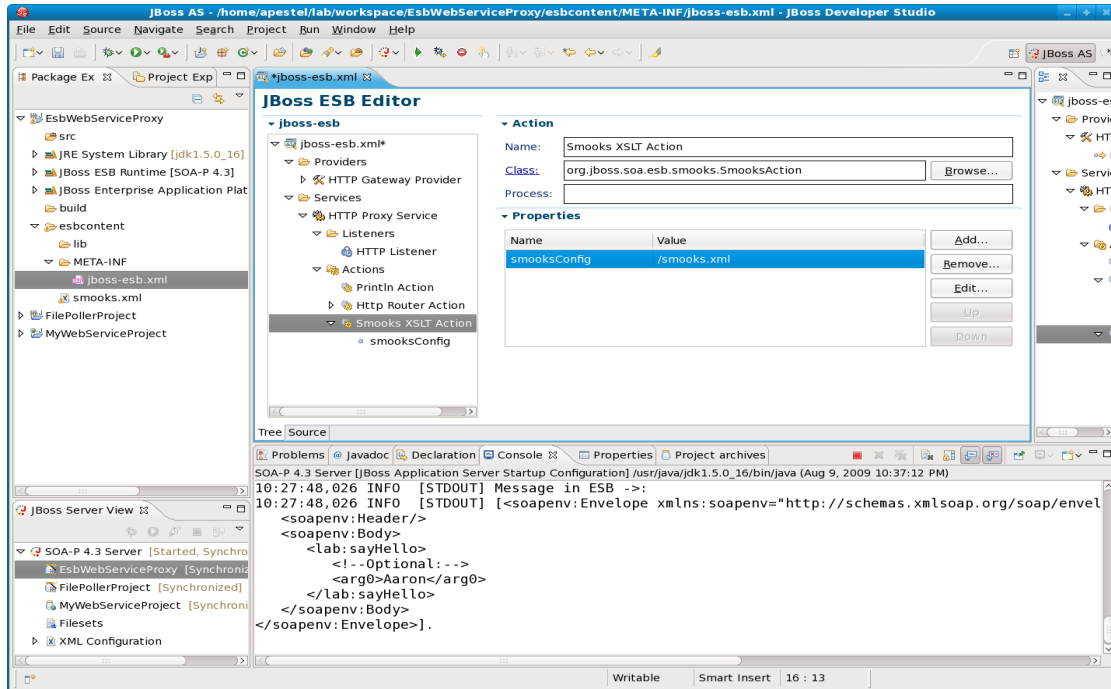 JBoss AS - /home/apestel/lab/workspace/EsbWebServiceProxy/esbcontent/META-INF/jboss-esb.xml - JBoss Developer Studio
File Edit Source Navigate Search Project Run Window Help
JBoss AS
Package Ex
Project Exp
EsbWebServiceProxy
src
JRE System Library [jdk1.5.0_16]
JBoss ESB Runtime [SOA-P 4.3]
JBoss Enterprise Application Plat
build
esbcontent
lib
META-INF
jboss-esb.xml
smooks.xml
FilePollerProject
MyWebServiceProject
*jboss-esb.xml
JBoss ESB Editor
jboss-esb
jboss-esb.xml*
Providers
HTTP Gateway Provider
Services
HTTP Proxy Service
Listeners
HTTP Listener
Actions
Println Action
Http Router Action
Smooks XSLT Action
smooksConfig
Tree Source
Action
Name: Smooks XSLT Action
Class: org.jboss.soa.esb.smooks.SmooksAction Browse...
Process:
Properties
Name Value
smooksConfig /smooks.xml
Add...
Remove...
Edit...
Up
Down
jboss-es
Provi
HT
Servi
HT
JBoss Server View
SOA-P 4.3 Server [Started, Synchro
EsbWebServiceProxy [Synchroniz
FilePollerProject [Synchronized]
MyWebServiceProject [Synchroni
Filesets
XML Configuration
Problems @ Javadoc Declaration Console Properties Project archives
SOA-P 4.3 Server [JBoss Application Server Startup Configuration] /usr/java/jdk1.5.0_16/bin/java (Aug 9, 2009 10:37:12 PM)
10:27:48,026 INFO [STDOUT] Message in ESB ->:
10:27:48,026 INFO [STDOUT] [<soapenv:Envelope xmlns:soapenv="http://schemas.xmlsoap.org/soap/envel
<soapenv:Header/>
<soapenv:Body>
<lab:sayHello>
<!--Optional:-->
<arg0>Aaron</arg0>
</lab:sayHello>
</soapenv:Body>
</soapenv:Envelope>].
Writable Smart Insert 16 : 13